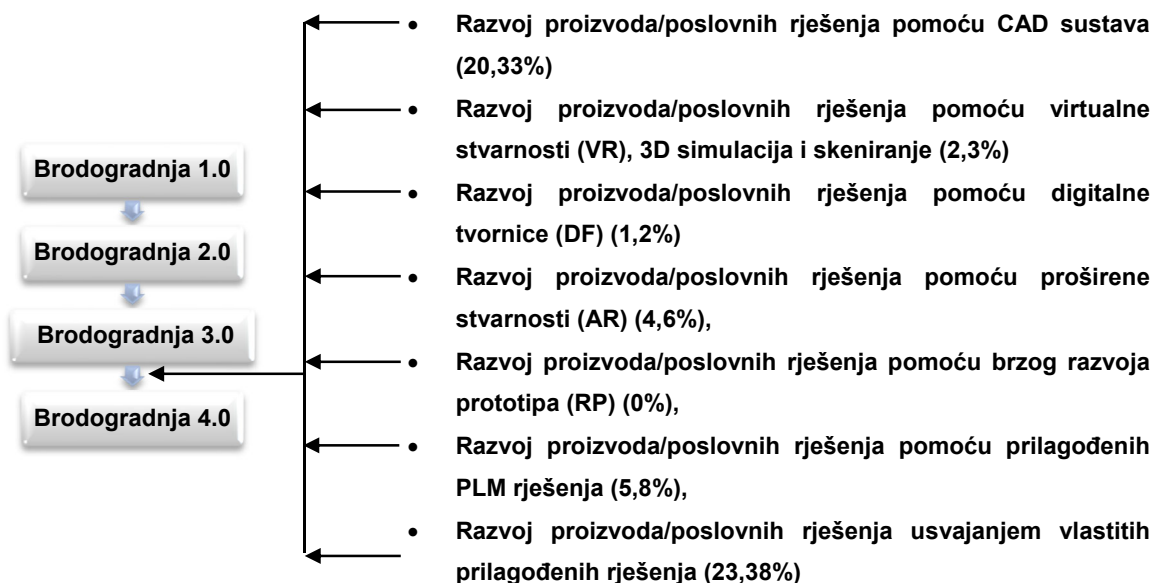 Brodogradnja 1.0
Brodogradnja 2.0
Brodogradnja 3.0
Brodogradnja 4.0
• Razvoj proizvoda/poslovnih rješenja pomoću CAD sustava
(20,33%)
• Razvoj proizvoda/poslovnih rješenja pomoću virtualne
stvarnosti (VR), 3D simulacija i skeniranje (2,3%)
• Razvoj proizvoda/poslovnih rješenja pomoću digitalne
tvornice (DF) (1,2%)
• Razvoj proizvoda/poslovnih rješenja pomoću proširene
stvarnosti (AR) (4,6%),
• Razvoj proizvoda/poslovnih rješenja pomoću brzog razvoja
prototipa (RP) (0%),
• Razvoj proizvoda/poslovnih rješenja pomoću prilagođenih
PLM rješenja (5,8%),
• Razvoj proizvoda/poslovnih rješenja usvajanjem vlastitih
prilagođenih rješenja (23,38%)